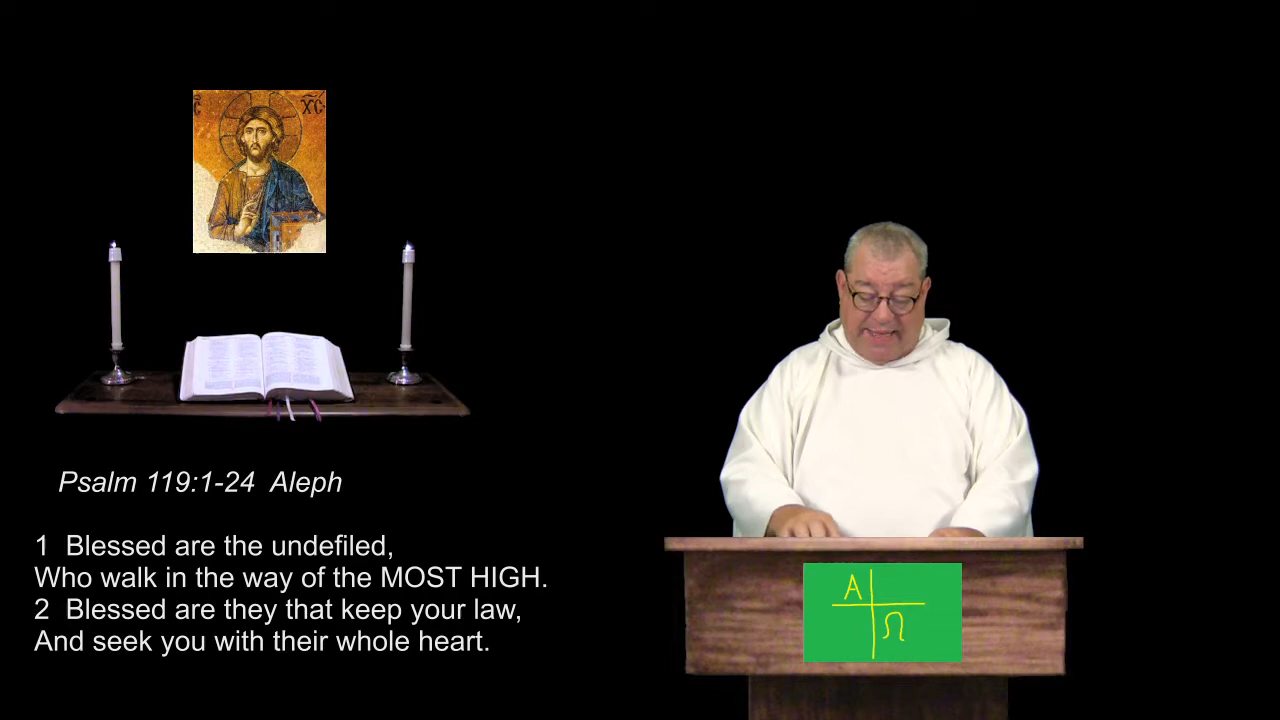 C XC
Psalm 119:1-24 Aleph
1 Blessed are the undefiled,
Who walk in the way of the MOST HIGH.
2 Blessed are they that keep your law,
And seek you with their whole heart.
A
Ω